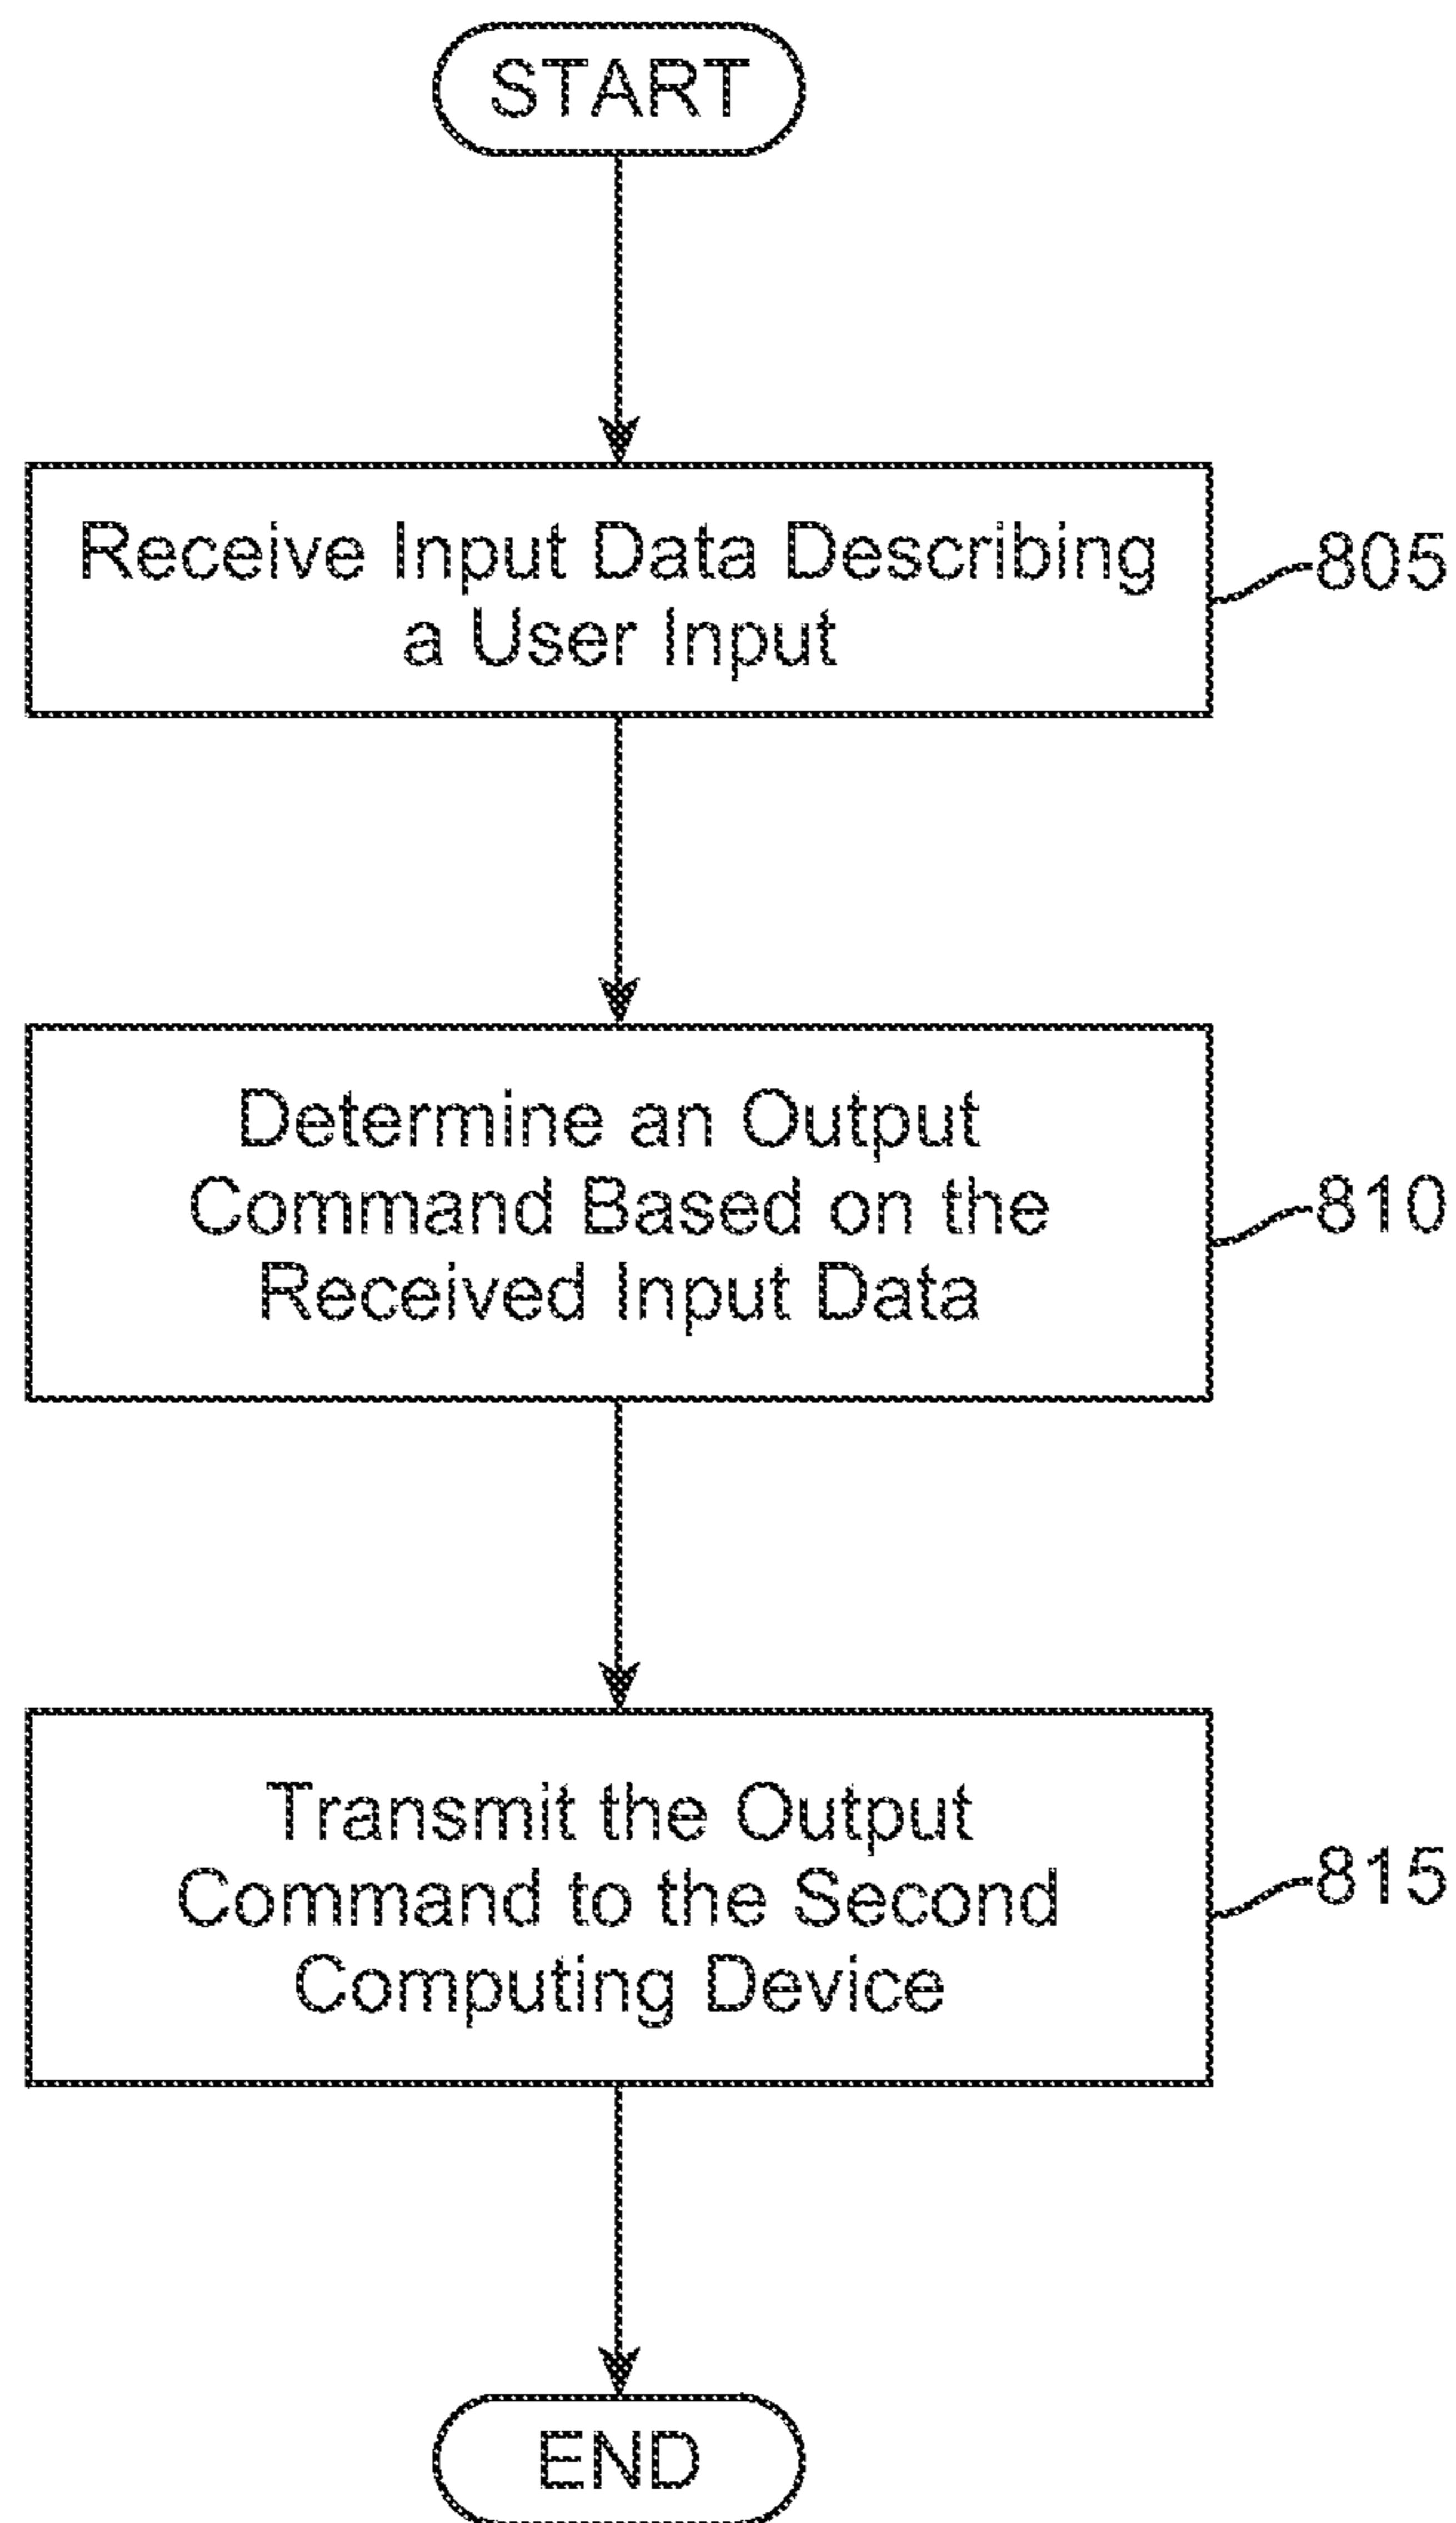 START
Receive Input Data Describing
a User Input
805
Determine an Output
Command Based on the
Received Input Data
810
Transmit the Output
Command to the Second
Computing Device
815
END